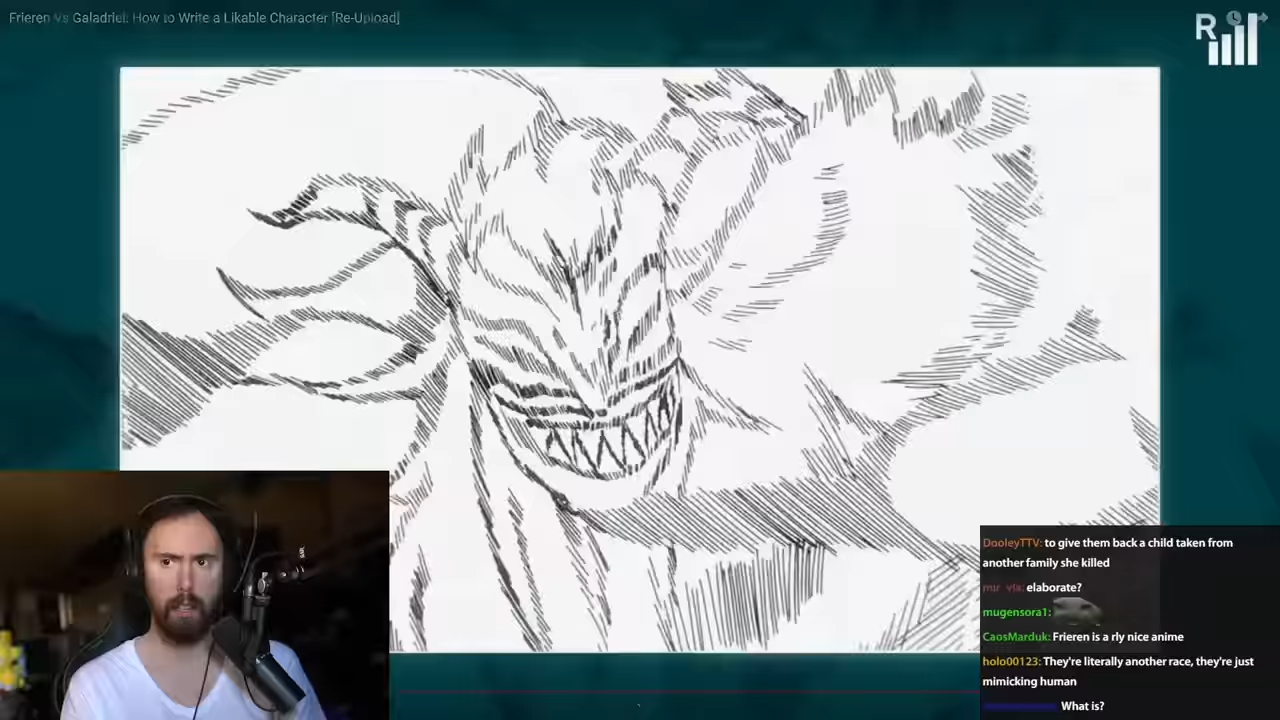 Frieren Vs Galadriel: How to Write a Likable Character [Re-Upload]
R
DooleyTTV: to give them back a child taken from
another family she killed
mir_vla: elaborate?
mugensora1:
CaosMarduk: Frieren is a rly nice anime
holo00123: They're literally another race, they're just
mimicking human
What is?